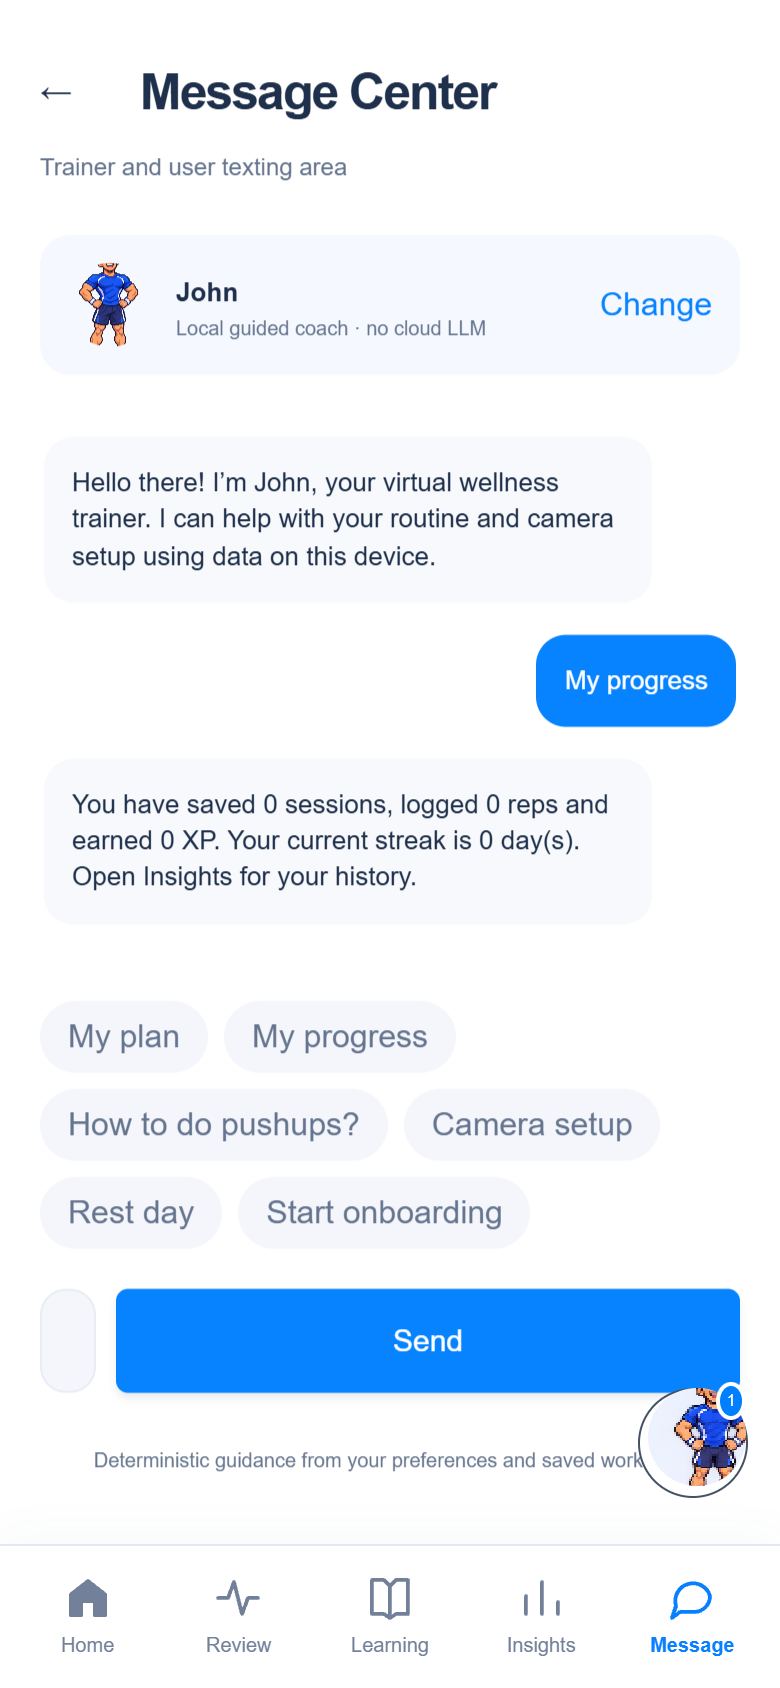 ←
Message Center
Trainer and user texting area
John
Local guided coach · no cloud LLM
Change
Hello there! I’m John, your virtual wellness
trainer. I can help with your routine and camera
setup using data on this device.
My progress
You have saved 0 sessions, logged 0 reps and
earned 0 XP. Your current streak is 0 day(s).
Open Insights for your history.
My plan
My progress
How to do pushups?
Camera setup
Rest day
Start onboarding
Send
1
Deterministic guidance from your preferences and saved work
Home
Review
Learning
Insights
Message